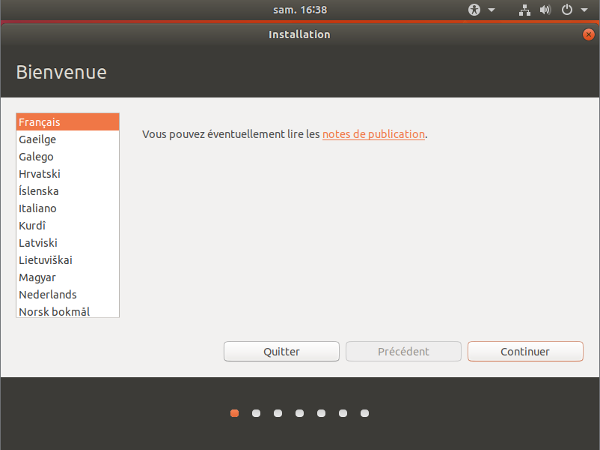 sam. 16:38
Installation
Bienvenue
Français
Gaeilge
Galego
Hrvatski
Íslenska
Italiano
Kurdî
Latviski
Lietuviškai
Magyar
Nederlands
Norsk bokmål
Vous pouvez éventuellement lire les notes de publication.
Quitter
Précédent
Continuer